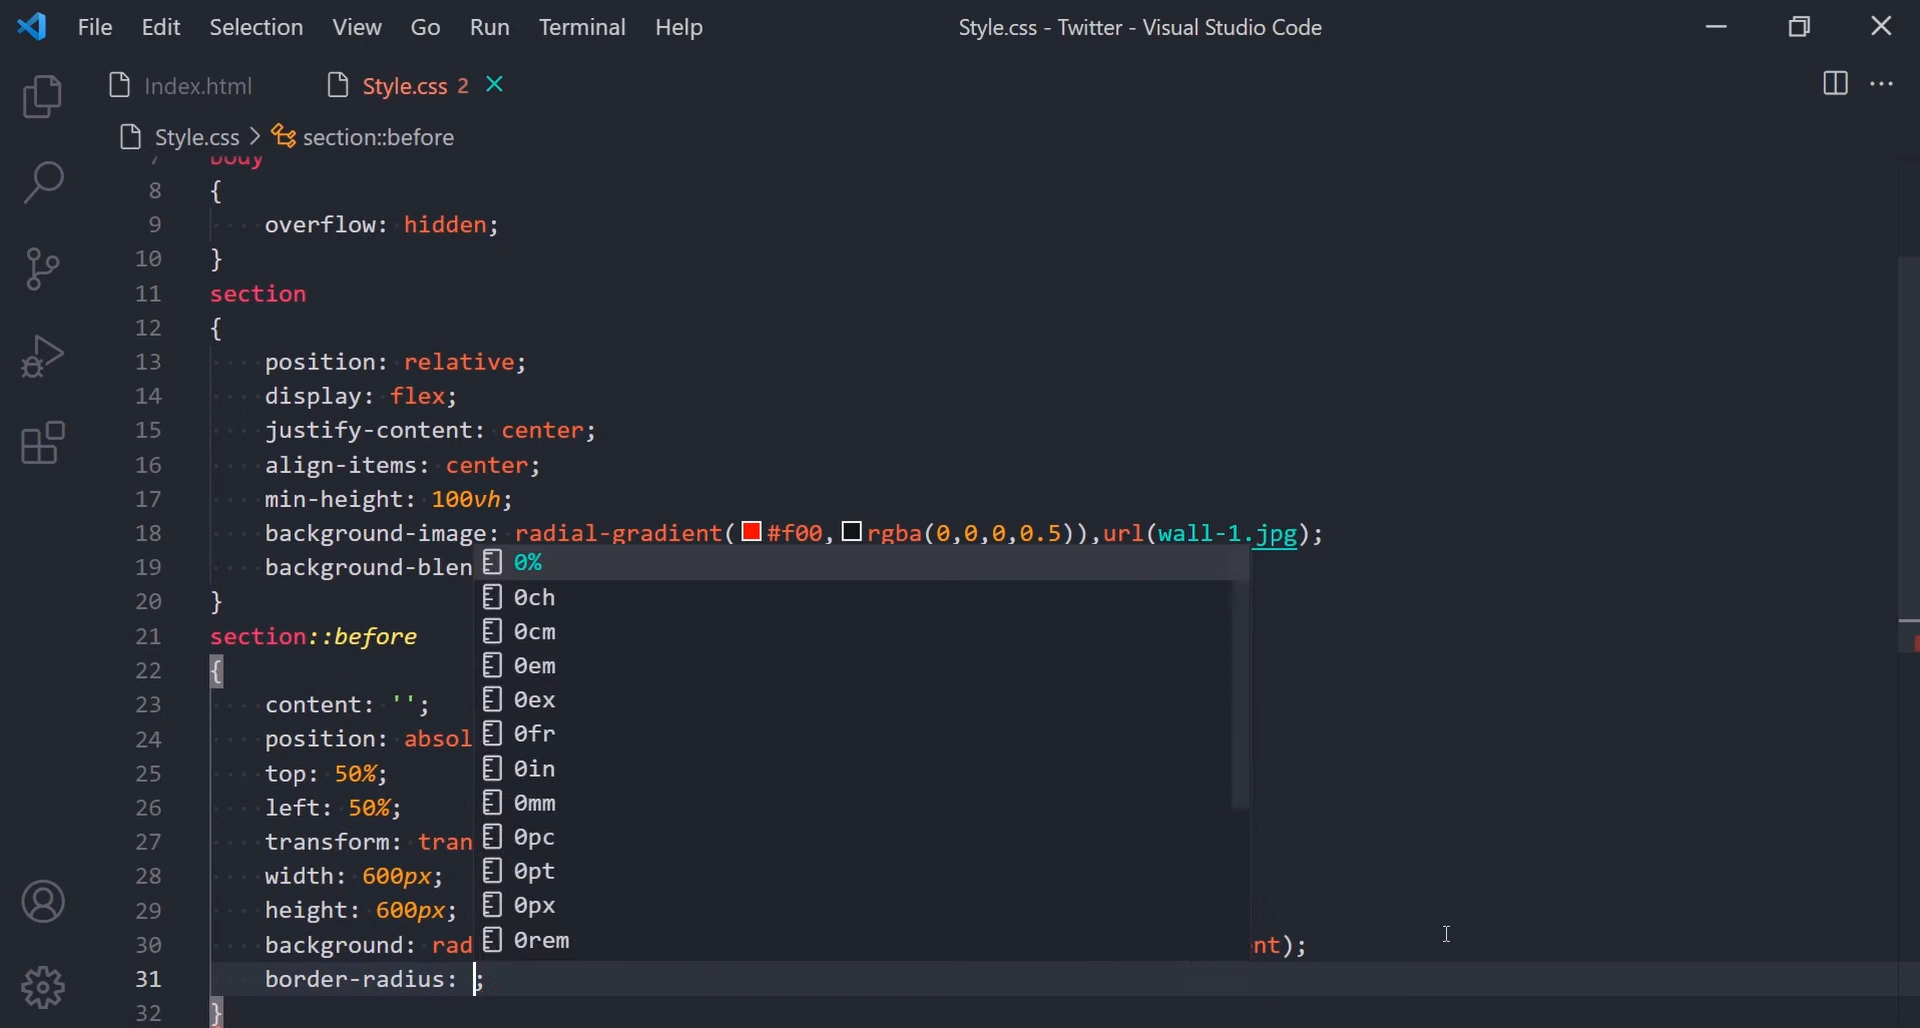 File Edit Selection View Go Run Terminal Help Style.css - Twitter - Visual Studio Code
Index.html Style.css 2
Style.css > section::before
7 body
8 {
9 overflow: hidden;
10 }
11 section
12 {
13 position: relative;
14 display: flex;
15 justify-content: center;
16 align-items: center;
17 min-height: 100vh;
18 background-image: radial-gradient(#f00,rgba(0,0,0,0.5)),url(wall-1.jpg);
19 background-blen
20 }
21 section::before
22 {
23 content: '';
24 position: absol
25 top: 50%;
26 left: 50%;
27 transform: tran
28 width: 600px;
29 height: 600px;
30 background: rad nt);
31 border-radius: ;
32 }
0%
0ch
0cm
0em
0ex
0fr
0in
0mm
0pc
0pt
0px
0rem